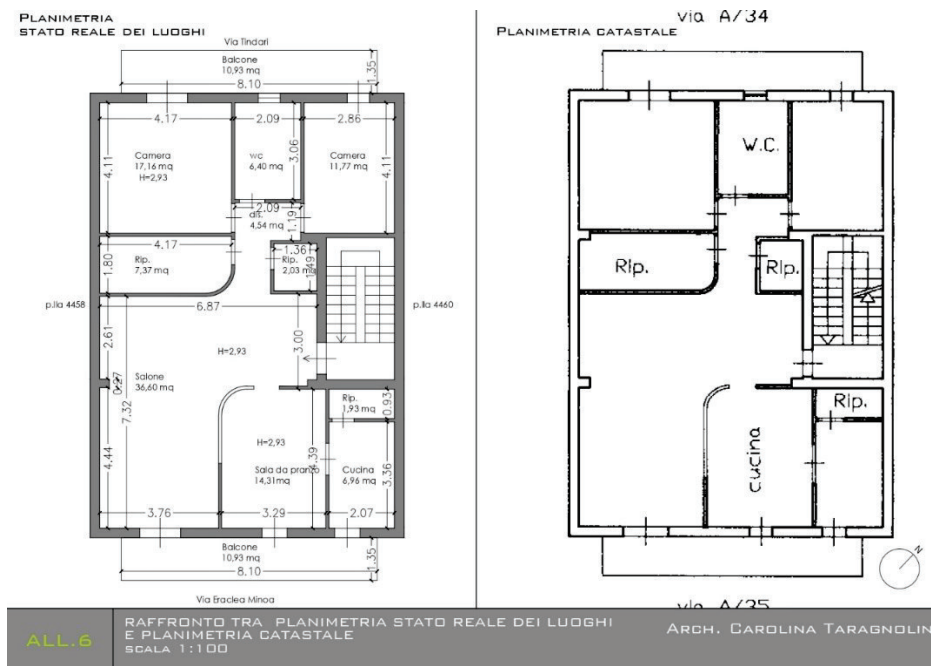 PLANIMETRIA
STATO REALE DEI LUOGHI
Via Tindari
Balcone
10,93 mq
8.10
1.35
4.17
2.09
2.86
Camera
17,16 mq
H=2,93
4.11
wc
6,40 mq
3.06
Camera
11,77 mq
4.11
2.09
dis.
4,54 mq
1.19
4.17
Rip.
7,37 mq
1.80
1.36
Rip.
2,03 mq
1.49
p.lla 4458
6.87
p.lla 4460
2.61
H=2,93
3.00
Salone
36,60 mq
0.27
7.32
Rip.
1,93 mq
0.93
4.44
H=2,93
Sala da pranzo
14,31mq
4.39
Cucina
6,96 mq
3.36
3.76
3.29
2.07
Balcone
10,93 mq
8.10
1.35
Via Eraclea Minoa
via A/34
PLANIMETRIA CATASTALE
W.C.
Rip.
Rip.
Rip.
cucina
N
via A/35
ALL.6
RAFFRONTO TRA PLANIMETRIA STATO REALE DEI LUOGHI
E PLANIMETRIA CATASTALE
SCALA 1:100
ARCH. CAROLINA TARAGNOLIN